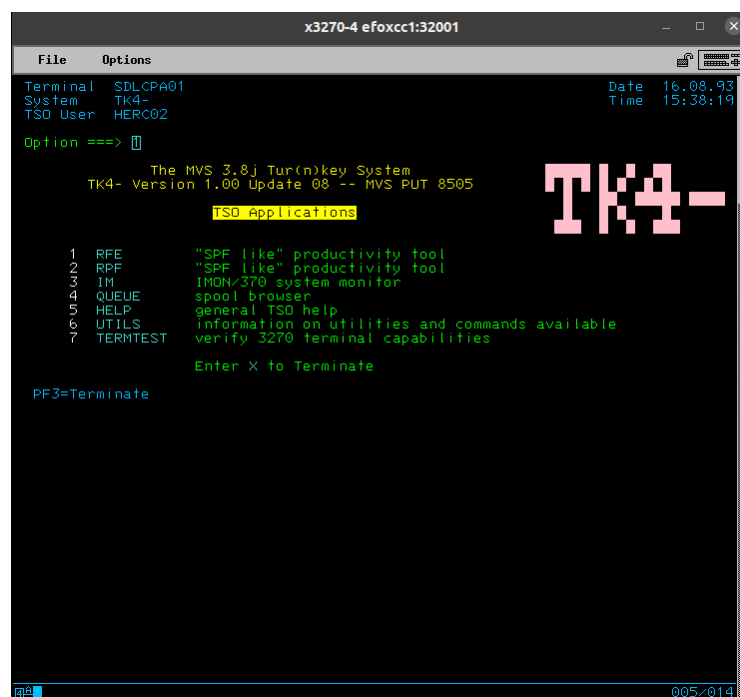 x3270-4 efoxcc1:32001
File Options
Terminal SDLCPA01 Date 16.08.93
System TK4- Time 15:38:19
TSO User HERC02
Option ===> 1
The MVS 3.8j Tur(n)key System
TK4- Version 1.00 Update 08 -- MVS PUT 8505
TK4-
TSO Applications
1 RFE "SPF like" productivity tool
2 RPF "SPF like" productivity tool
3 IM IMON/370 system monitor
4 QUEUE spool browser
5 HELP general TSO help
6 UTILS information on utilities and commands available
7 TERMTEST verify 3270 terminal capabilities
Enter X to Terminate
PF3=Terminate
4A 005/014